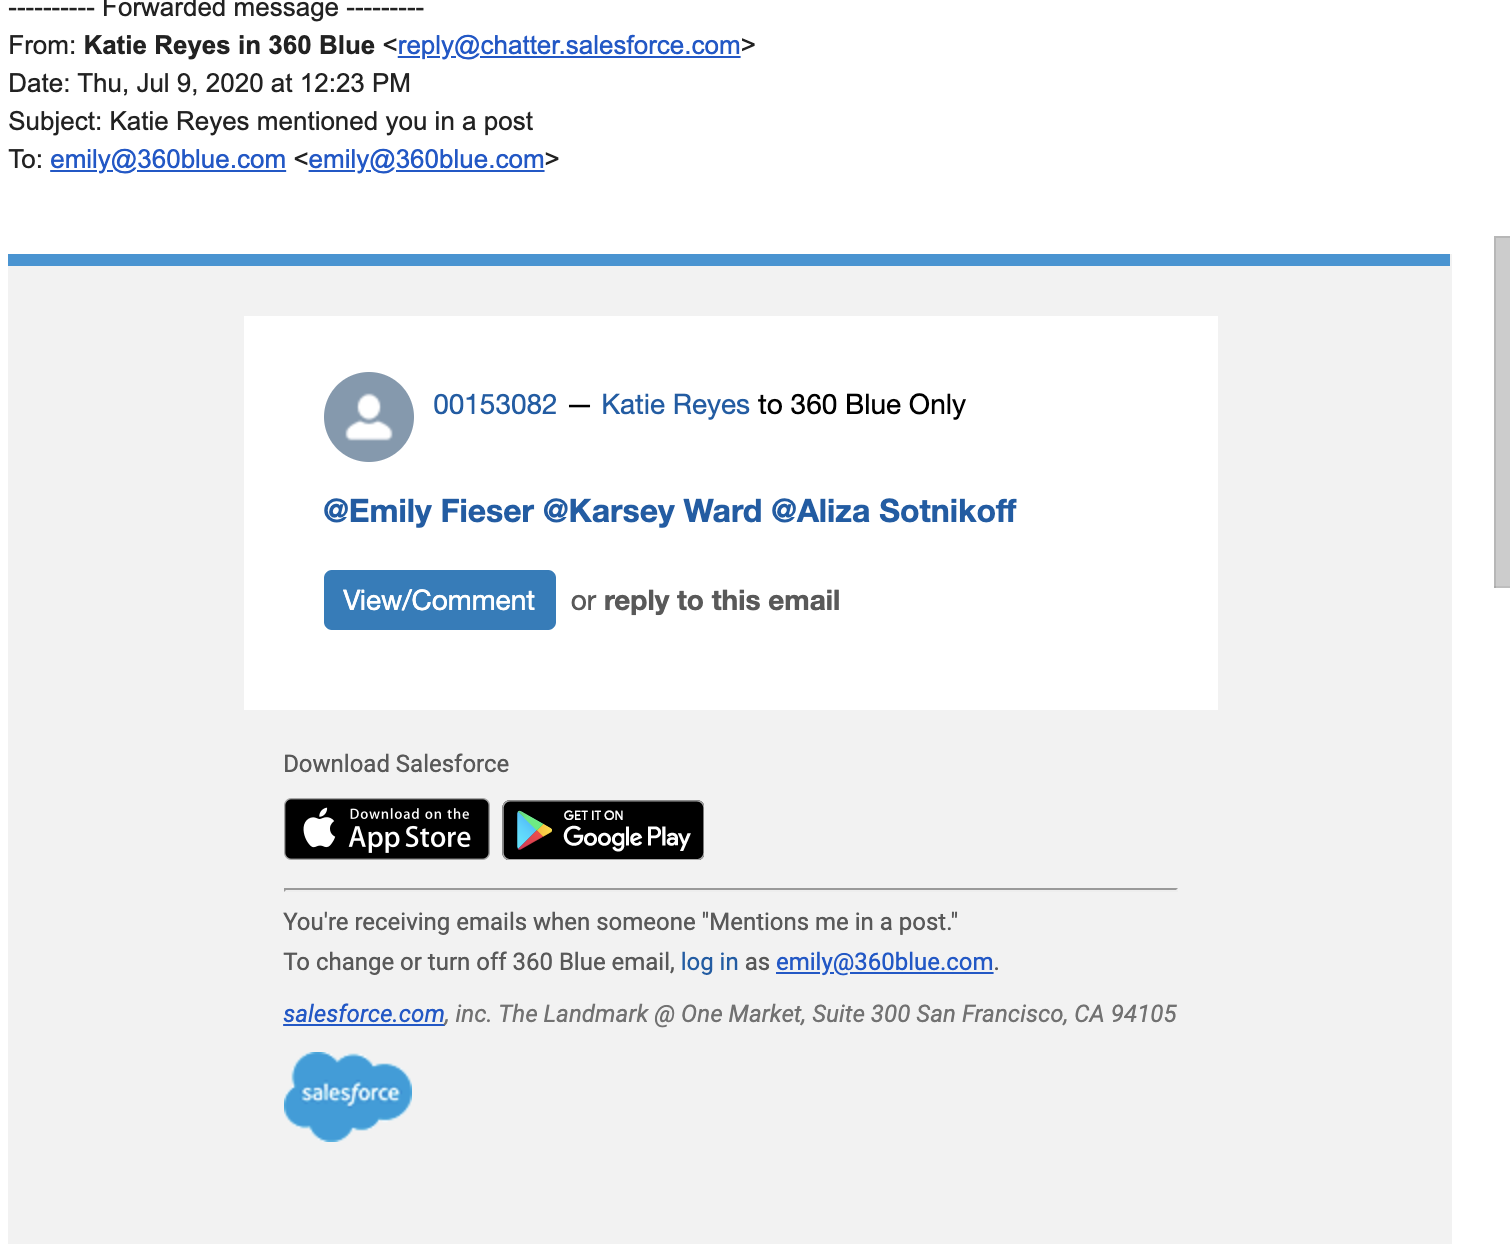 ---------- Forwarded message ---------
From: Katie Reyes in 360 Blue <reply@chatter.salesforce.com>
Date: Thu, Jul 9, 2020 at 12:23 PM
Subject: Katie Reyes mentioned you in a post
To: emily@360blue.com <emily@360blue.com>
00153082 — Katie Reyes to 360 Blue Only
@Emily Fieser @Karsey Ward @Aliza Sotnikoff
View/Comment or reply to this email
Download Salesforce
Download on the
App Store
GET IT ON
Google Play
You're receiving emails when someone "Mentions me in a post."
To change or turn off 360 Blue email, log in as emily@360blue.com.
salesforce.com, inc. The Landmark @ One Market, Suite 300 San Francisco, CA 94105
salesforce